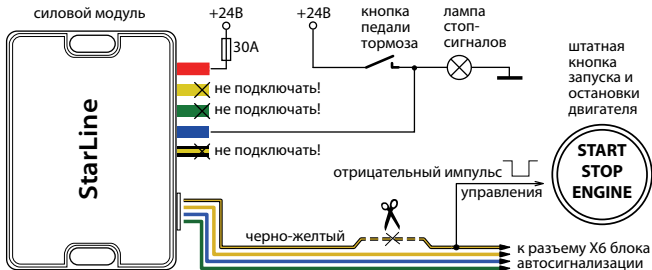 силовой модуль
+24В
30А
+24В
кнопка
педали
тормоза
лампа
стоп-
сигналов
штатная
кнопка
запуска и
остановки
двигателя
StarLine
не подключать!
не подключать!
не подключать!
START
STOP
ENGINE
отрицательный импульс
управления
черно-желтый
к разъему Х6 блока
автосигнализации